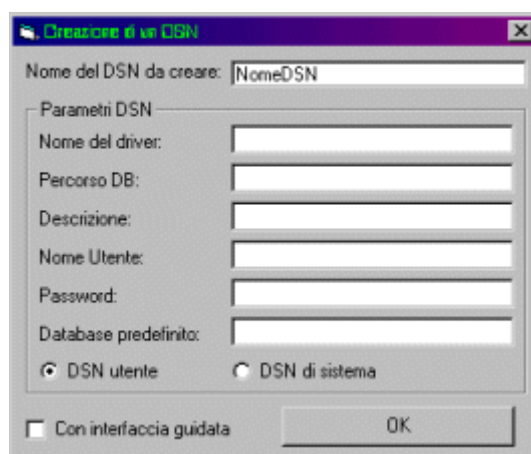 Creazione di un DSN
Nome del DSN da creare: NomeDSN
Parametri DSN
Nome del driver:
Percorso DB:
Descrizione:
Nome Utente:
Password:
Database predefinito:
DSN utente DSN di sistema
Con interfaccia guidata OK